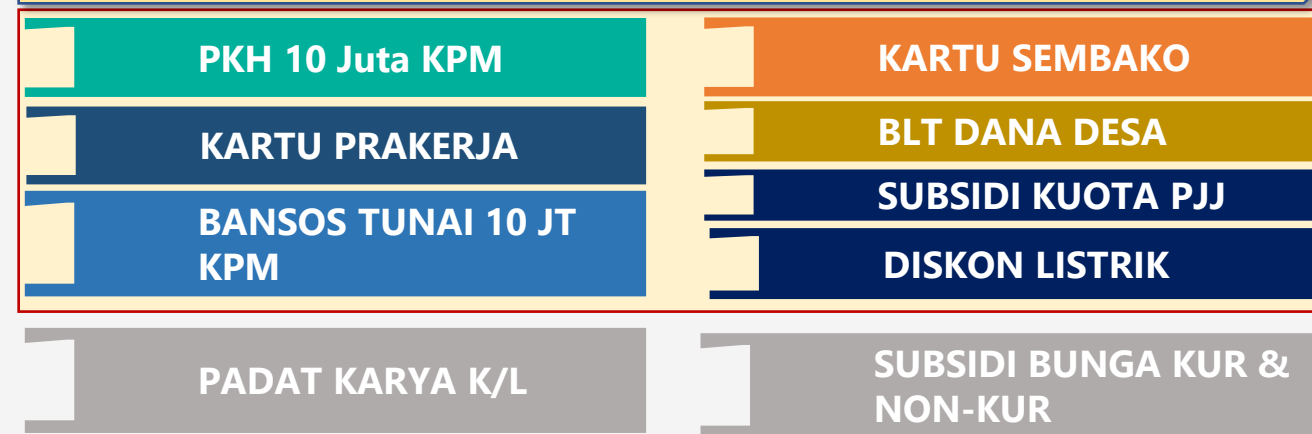 PKH 10 Juta KPM
KARTU PRAKERJA
BANSOS TUNAI 10 JT
KPM
KARTU SEMBAKO
BLT DANA DESA
SUBSIDI KUOTA PJJ
DISKON LISTRIK
PADAT KARYA K/L
SUBSIDI BUNGA KUR &
NON-KUR